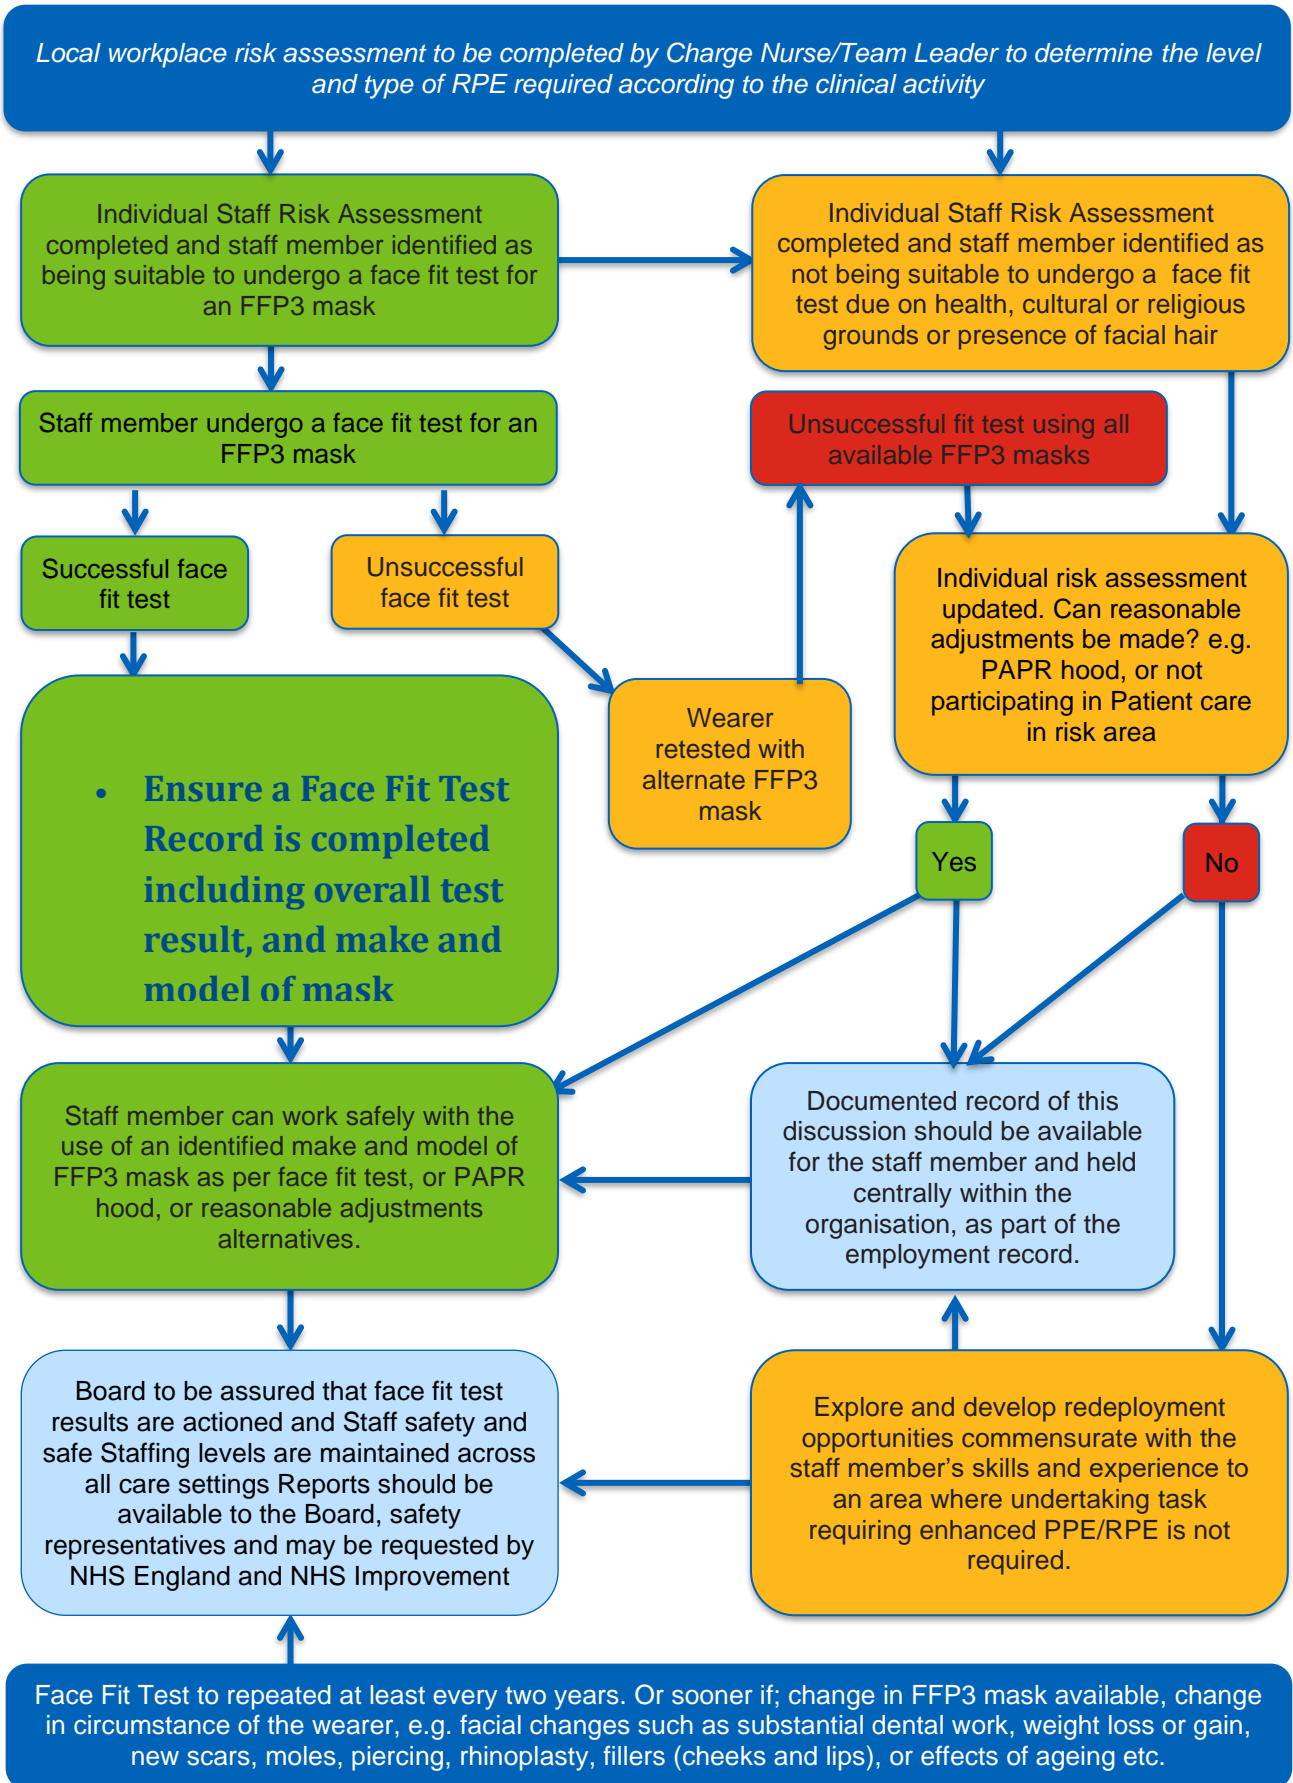 Local workplace risk assessment to be completed by Charge Nurse/Team Leader to determine the level
and type of RPE required according to the clinical activity
Individual Staff Risk Assessment
completed and staff member identified as
being suitable to undergo a face fit test for
an FFP3 mask
Individual Staff Risk Assessment
completed and staff member identified as
not being suitable to undergo a face fit
test due on health, cultural or religious
grounds or presence of facial hair
Staff member undergo a face fit test for an
FFP3 mask
Unsuccessful fit test using all
available FFP3 masks
Successful face
fit test
Unsuccessful
face fit test
Individual risk assessment
updated. Can reasonable
adjustments be made? e.g.
PAPR hood, or not
participating in Patient care
in risk area
Wearer
retested with
alternate FFP3
mask
• Ensure a Face Fit Test
Record is completed
including overall test
result, and make and
model of mask
Yes
No
Staff member can work safely with the
use of an identified make and model of
FFP3 mask as per face fit test, or PAPR
hood, or reasonable adjustments
alternatives.
Documented record of this
discussion should be available
for the staff member and held
centrally within the
organisation, as part of the
employment record.
Board to be assured that face fit test
results are actioned and Staff safety and
safe Staffing levels are maintained across
all care settings Reports should be
available to the Board, safety
representatives and may be requested by
NHS England and NHS Improvement
Explore and develop redeployment
opportunities commensurate with the
staff member’s skills and experience to
an area where undertaking task
requiring enhanced PPE/RPE is not
required.
Face Fit Test to repeated at least every two years. Or sooner if; change in FFP3 mask available, change
in circumstance of the wearer, e.g. facial changes such as substantial dental work, weight loss or gain,
new scars, moles, piercing, rhinoplasty, fillers (cheeks and lips), or effects of ageing etc.